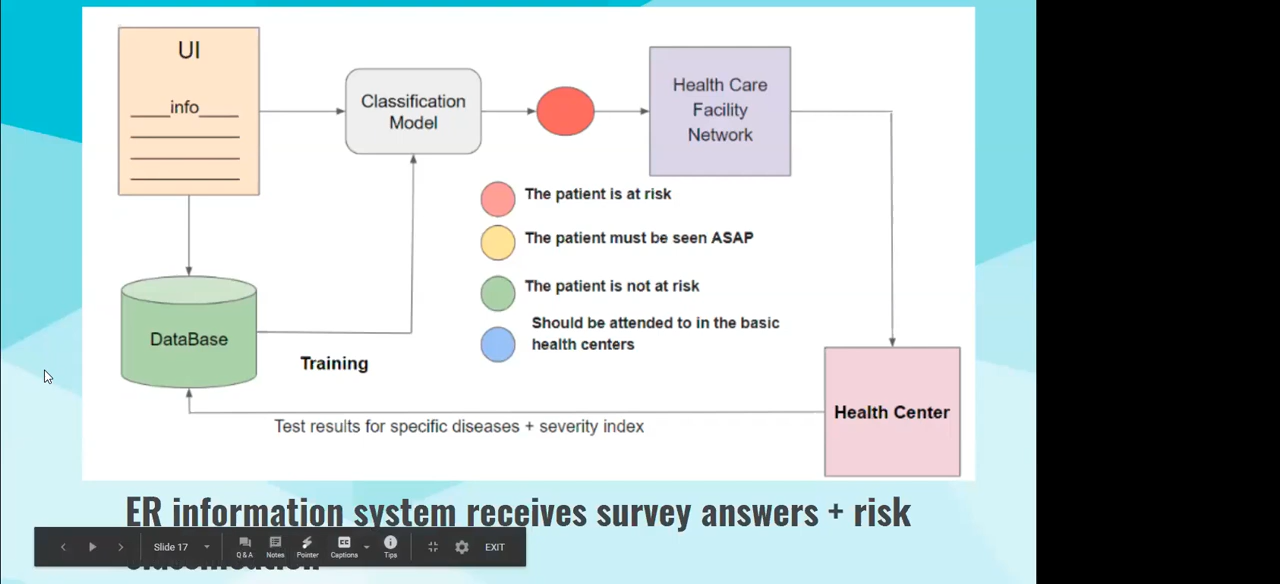 UI
info
Classification
Model
Health Care
Facility
Network
The patient is at risk
The patient must be seen ASAP
The patient is not at risk
Should be attended to in the basic
health centers
DataBase
Training
Health Center
Test results for specific diseases + severity index
ER information system receives survey answers + risk
Slide 17
Q & A
Notes
Pointer
Captions
Tips
EXIT